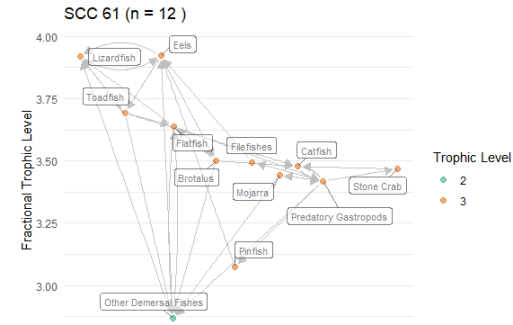 SCC 61 (n = 12 )
4.00
Eels
Lizardfish
3.75
Toadfish
Flatfish
Filefishes
Catfish
3.50
Brotulus
Mojarra
Stone Crab
Predatory Gastropods
3.25
Pinfish
3.00
Other Demersal Fishes
Fractional Trophic Level
Trophic Level
2
3